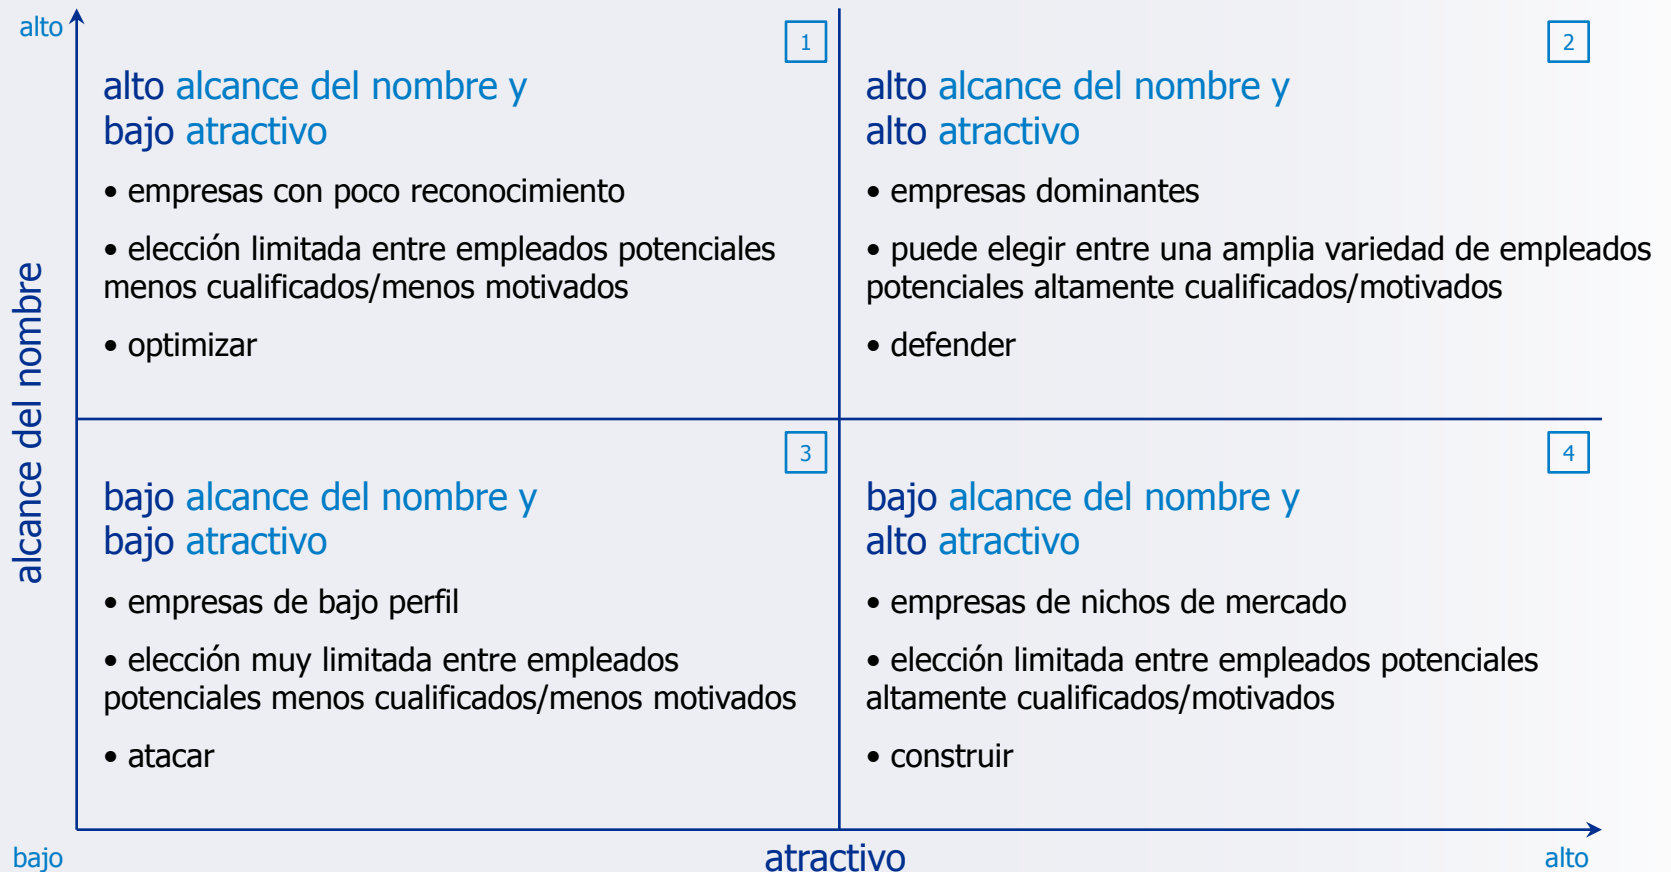 alto
1
alto alcance del nombre y
bajo atractivo
• empresas con poco reconocimiento
• elección limitada entre empleados potenciales
menos cualificados/menos motivados
• optimizar
2
alto alcance del nombre y
alto atractivo
• empresas dominantes
• puede elegir entre una amplia variedad de empleados
potenciales altamente cualificados/motivados
• defender
alcance del nombre
3
bajo alcance del nombre y
bajo atractivo
• empresas de bajo perfil
• elección muy limitada entre empleados
potenciales menos cualificados/menos motivados
• atacar
4
bajo alcance del nombre y
alto atractivo
• empresas de nichos de mercado
• elección limitada entre empleados potenciales
altamente cualificados/motivados
• construir
bajo
atractivo
alto